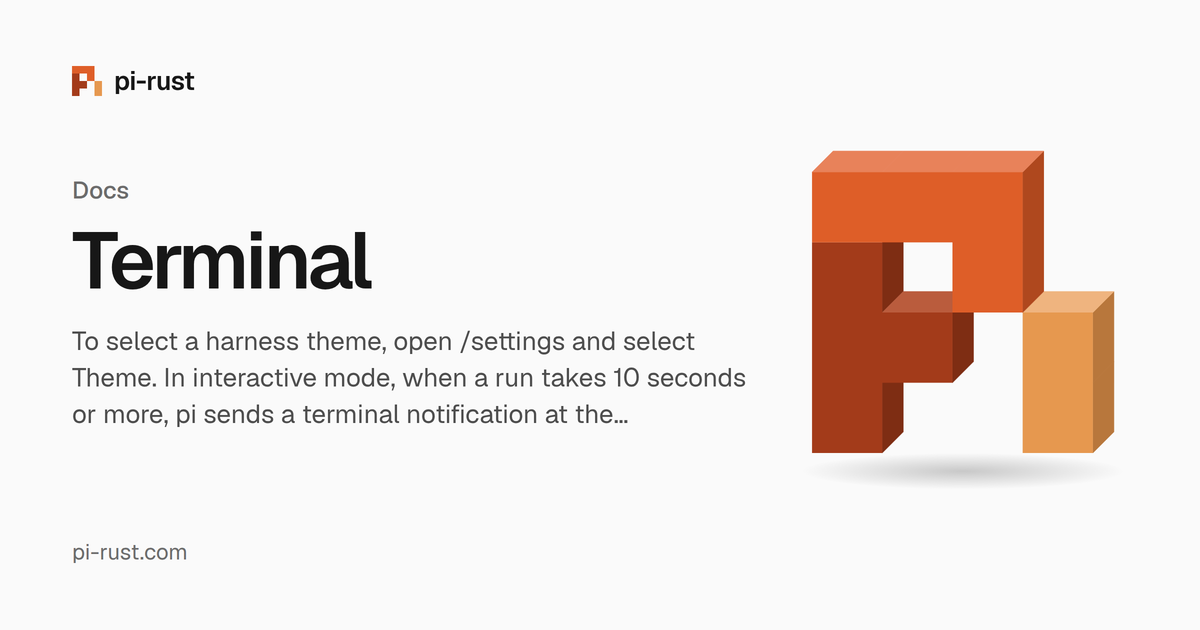 pi-rust
Docs
Terminal
To select a harness theme, open /settings and select
Theme. In interactive mode, when a run takes 10 seconds
or more, pi sends a terminal notification at the...
pi-rust.com